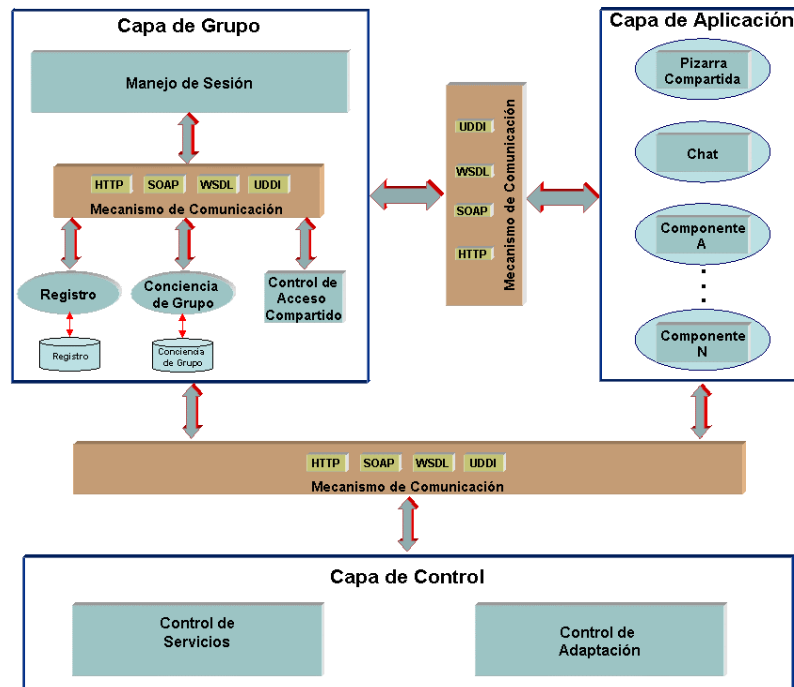 Capa de Grupo
Manejo de Sesión
HTTP
SOAP
WSDL
UDDI
Mecanismo de Comunicación
Registro
Conciencia
de Grupo
Control de
Acceso
Compartido
Registro
Conciencia
de Grupo
UDDI
WSDL
SOAP
HTTP
Mecanismo de Comunicación
Capa de Aplicación
Pizarra
Compartida
Chat
Componente
A
Componente
N
HTTP
SOAP
WSDL
UDDI
Mecanismo de Comunicación
Capa de Control
Control de
Servicios
Control de
Adaptación